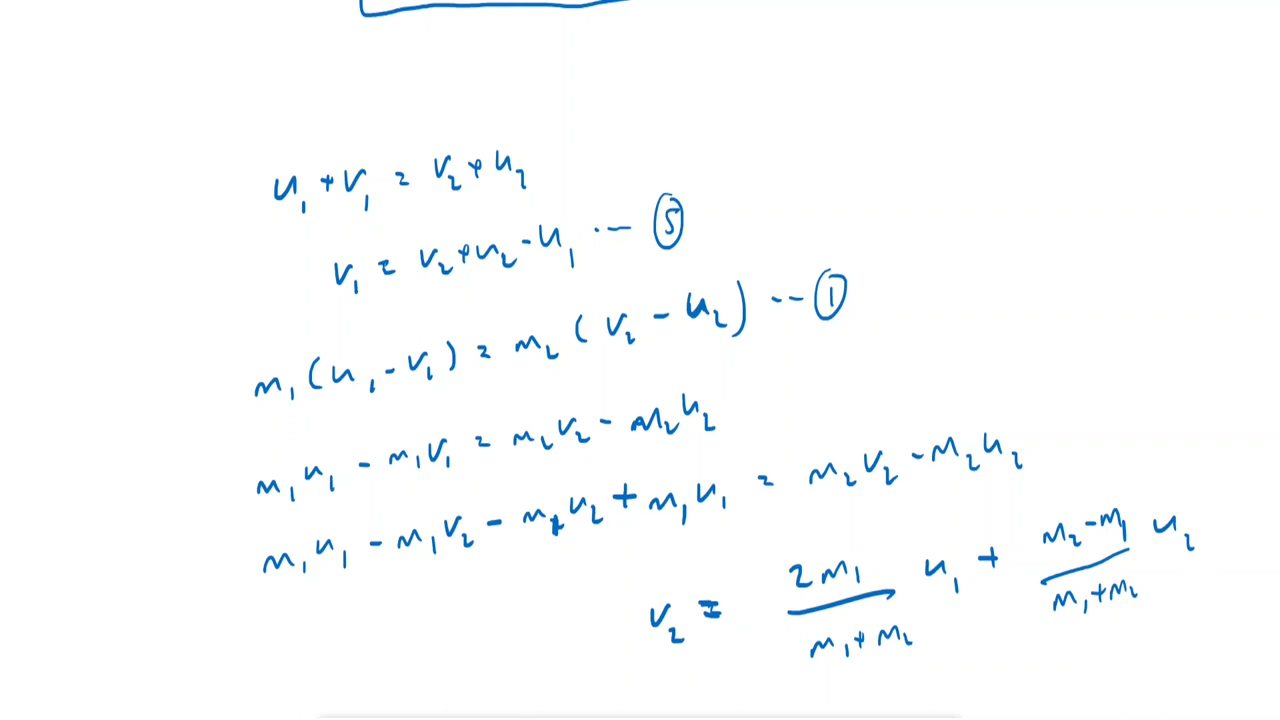 u₁ + v₁ = v₂ + u₂
v₁ = v₂ + u₂ - u₁ ... ⑤
m₁(u₁ - v₁) = m₂(v₂ - u₂) ... ①
m₁u₁ - m₁v₁ = m₂v₂ - m₂u₂
m₁u₁ - m₁v₂ - m₂u₂ + m₁u₁ = m₂v₂ - m₂u₂
v₂ = 2m₁/(m₁+m₂) u₁ + (m₂-m₁)/(m₁+m₂) u₂